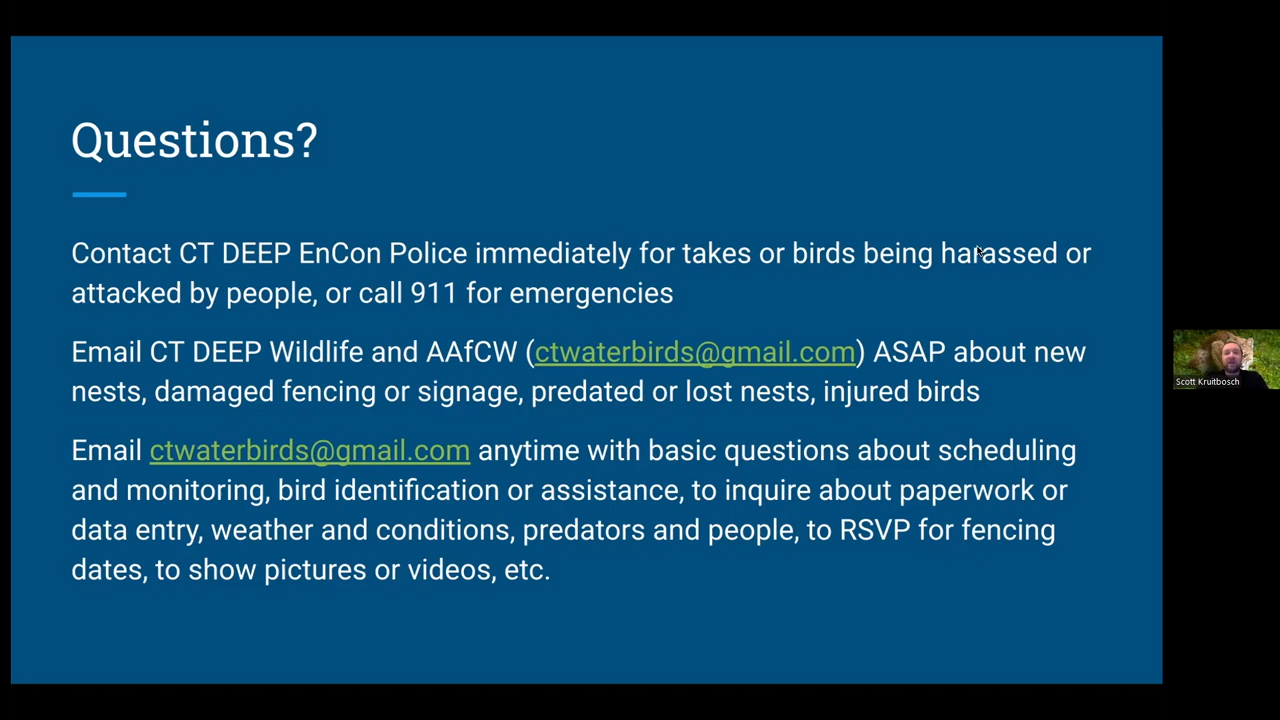 Questions?
Contact CT DEEP EnCon Police immediately for takes or birds being harassed or
attacked by people, or call 911 for emergencies
Email CT DEEP Wildlife and AAfCW (ctwaterbirds@gmail.com) ASAP about new
nests, damaged fencing or signage, predated or lost nests, injured birds
Email ctwaterbirds@gmail.com anytime with basic questions about scheduling
and monitoring, bird identification or assistance, to inquire about paperwork or
data entry, weather and conditions, predators and people, to RSVP for fencing
dates, to show pictures or videos, etc.
Scott Kruitbosch